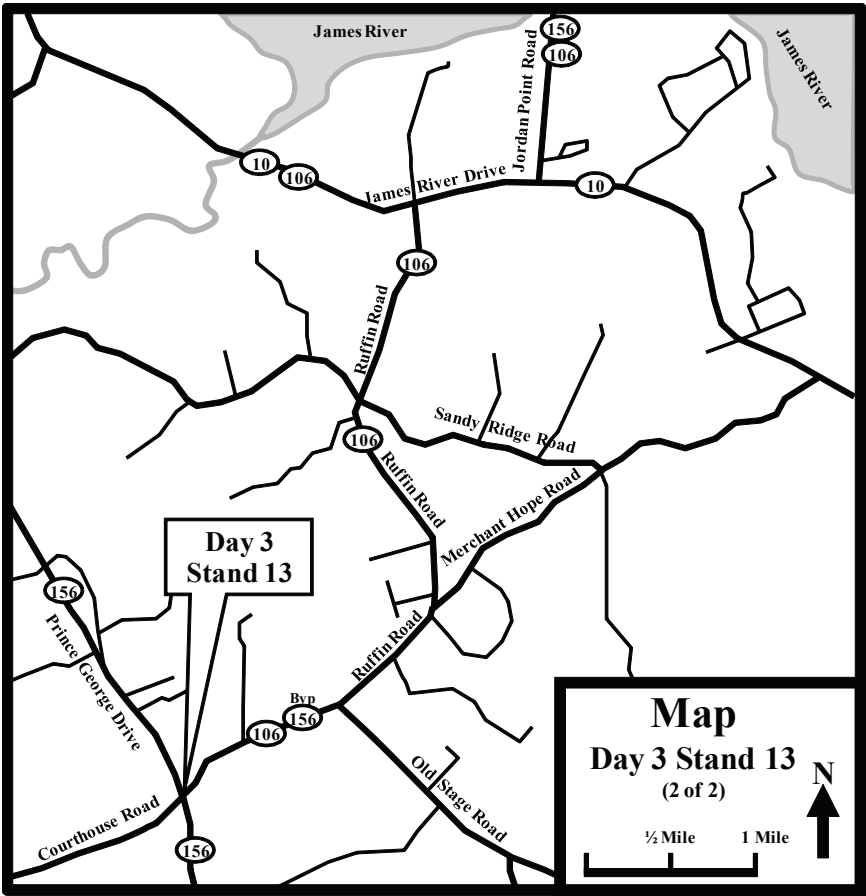 James River
156
106
James River
Jordan Point Road
10
106
James River Drive
10
106
Ruffin Road
Sandy Ridge Road
106
Ruffin Road
Merchant Hope Road
Day 3
Stand 13
156
Prince George Drive
Ruffin Road
Byp
156
106
Old Stage Road
Courthouse Road
156
Map
Day 3 Stand 13
(2 of 2)
N
½ Mile
1 Mile